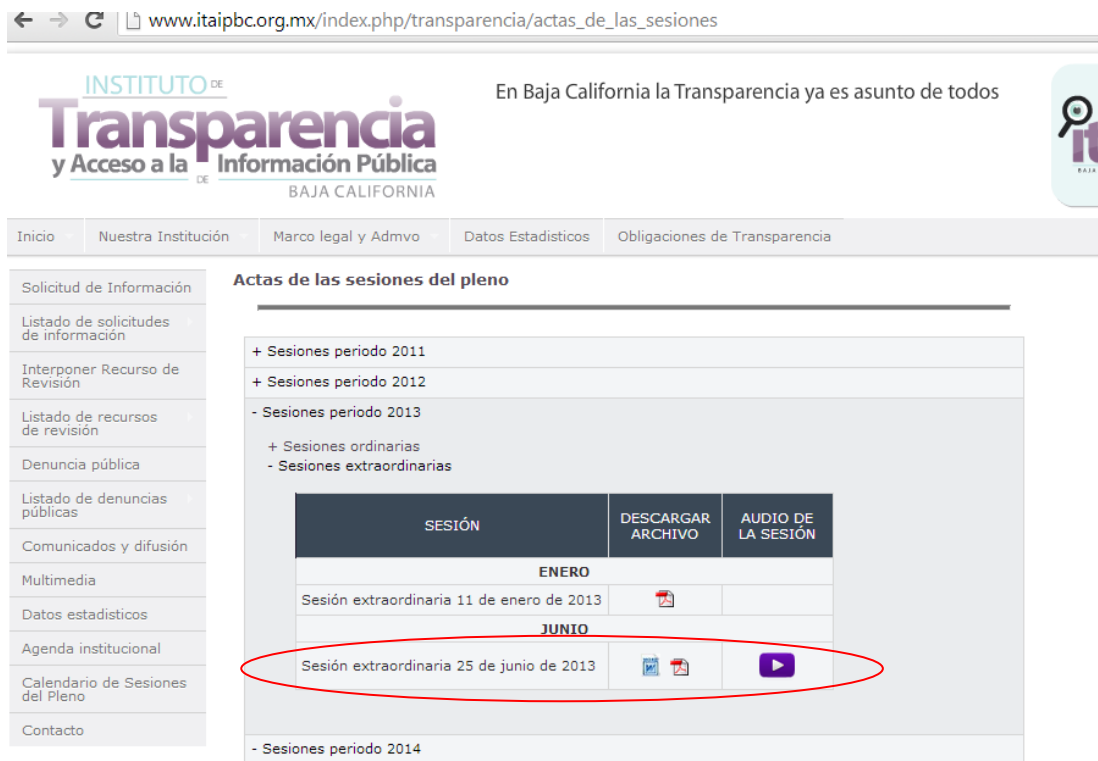 www.itaipbc.org.mx/index.php/transparencia/actas_de_las_sesiones
INSTITUTO DE
Transparencia
y Acceso a la Información Pública
DE
BAJA CALIFORNIA
En Baja California la Transparencia ya es asunto de todos
Inicio Nuestra Institución Marco legal y Admvo Datos Estadisticos Obligaciones de Transparencia
Solicitud de Información
Listado de solicitudes
de información
Interponer Recurso de
Revisión
Listado de recursos
de revisión
Denuncia pública
Listado de denuncias
públicas
Comunicados y difusión
Multimedia
Datos estadisticos
Agenda institucional
Calendario de Sesiones
del Pleno
Contacto
Actas de las sesiones del pleno
+ Sesiones periodo 2011
+ Sesiones periodo 2012
- Sesiones periodo 2013
+ Sesiones ordinarias
- Sesiones extraordinarias
SESIÓN DESCARGAR ARCHIVO AUDIO DE LA SESIÓN
ENERO
Sesión extraordinaria 11 de enero de 2013
JUNIO
Sesión extraordinaria 25 de junio de 2013
- Sesiones periodo 2014